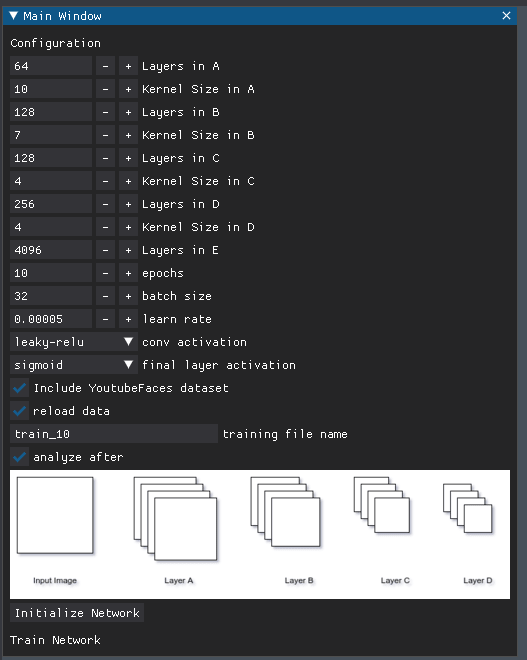 Main Window
Configuration
64 - + Layers in A
10 - + Kernel Size in A
128 - + Layers in B
7 - + Kernel Size in B
128 - + Layers in C
4 - + Kernel Size in C
256 - + Layers in D
4 - + Kernel Size in D
4096 - + Layers in E
10 - + epochs
32 - + batch size
0.00005 - + learn rate
leaky-relu conv activation
sigmoid final layer activation
Include YoutubeFaces dataset
reload data
train_10 training file name
analyze after
Input Image Layer A Layer B Layer C Layer D
Initialize Network
Train Network